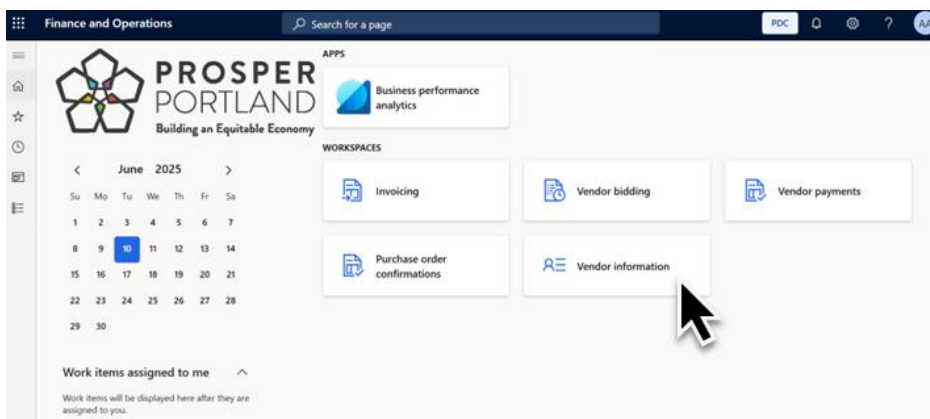 Finance and Operations
Search for a page
PDC
?
AA
PROSPER
PORTLAND
Building an Equitable Economy
June 2025
Su Mo Tu We Th Fr Sa
1 2 3 4 5 6 7
8 9 10 11 12 13 14
15 16 17 18 19 20 21
22 23 24 25 26 27 28
29 30
Work items assigned to me
Work items will be displayed here after they are
assigned to you.
APPS
Business performance
analytics
WORKSPACES
Invoicing
Vendor bidding
Vendor payments
Purchase order
confirmations
Vendor information